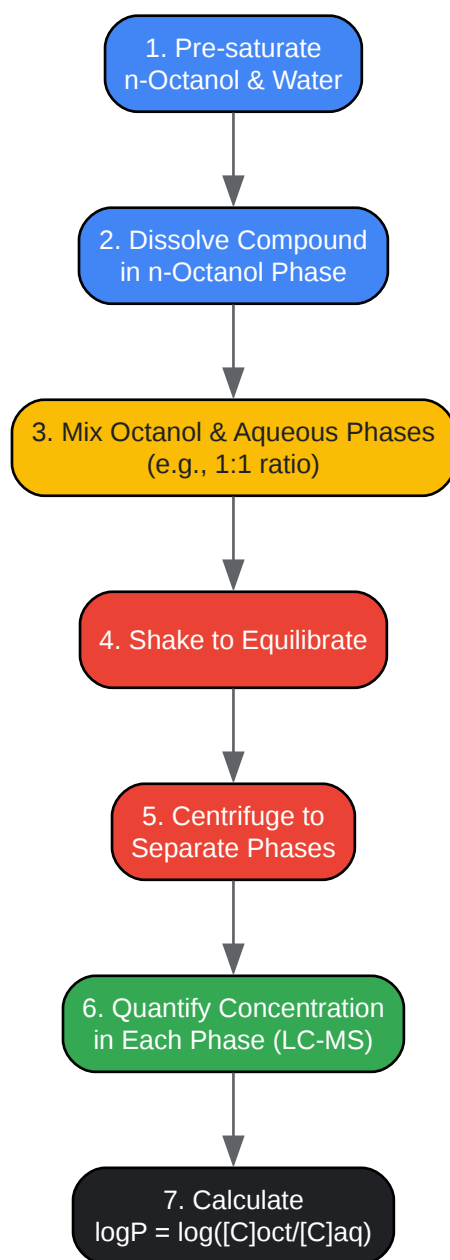 1. Pre-saturate
n-Octanol & Water
2. Dissolve Compound
in n-Octanol Phase
3. Mix Octanol & Aqueous Phases
(e.g., 1:1 ratio)
4. Shake to Equilibrate
5. Centrifuge to
Separate Phases
6. Quantify Concentration
in Each Phase (LC-MS)
7. Calculate
logP = log([C]oct/[C]aq)